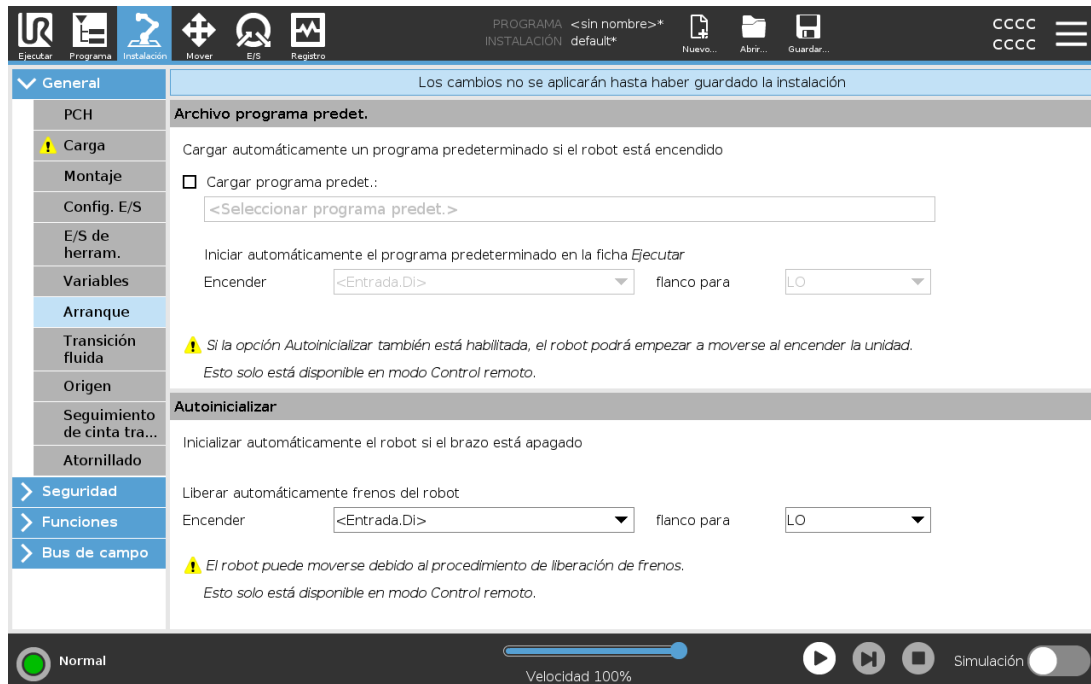 PROGRAMA <sin nombre>*
INSTALACIÓN default*
CCCC
CCCC
Ejecutar Programa Instalación Mover E/S Registro Nuevo... Abrir... Guardar...
General
Los cambios no se aplicarán hasta haber guardado la instalación
PCH
Carga
Montaje
Config. E/S
E/S de
herram.
Variables
Arranque
Transición
fluida
Origen
Seguimiento
de cinta tra...
Atornillado
Seguridad
Funciones
Bus de campo
Archivo programa predet.
Cargar automáticamente un programa predeterminado si el robot está encendido
Cargar programa predet.:
<Seleccionar programa predet.>
Iniciar automáticamente el programa predeterminado en la ficha Ejecutar
Encender <Entrada.Di> flanco para LO
Si la opción Autoinicializar también está habilitada, el robot podrá empezar a moverse al encender la unidad.
Esto solo está disponible en modo Control remoto.
Autoinicializar
Inicializar automáticamente el robot si el brazo está apagado
Liberar automáticamente frenos del robot
Encender <Entrada.Di> flanco para LO
El robot puede moverse debido al procedimiento de liberación de frenos.
Esto solo está disponible en modo Control remoto.
Normal
Velocidad 100%
Simulación